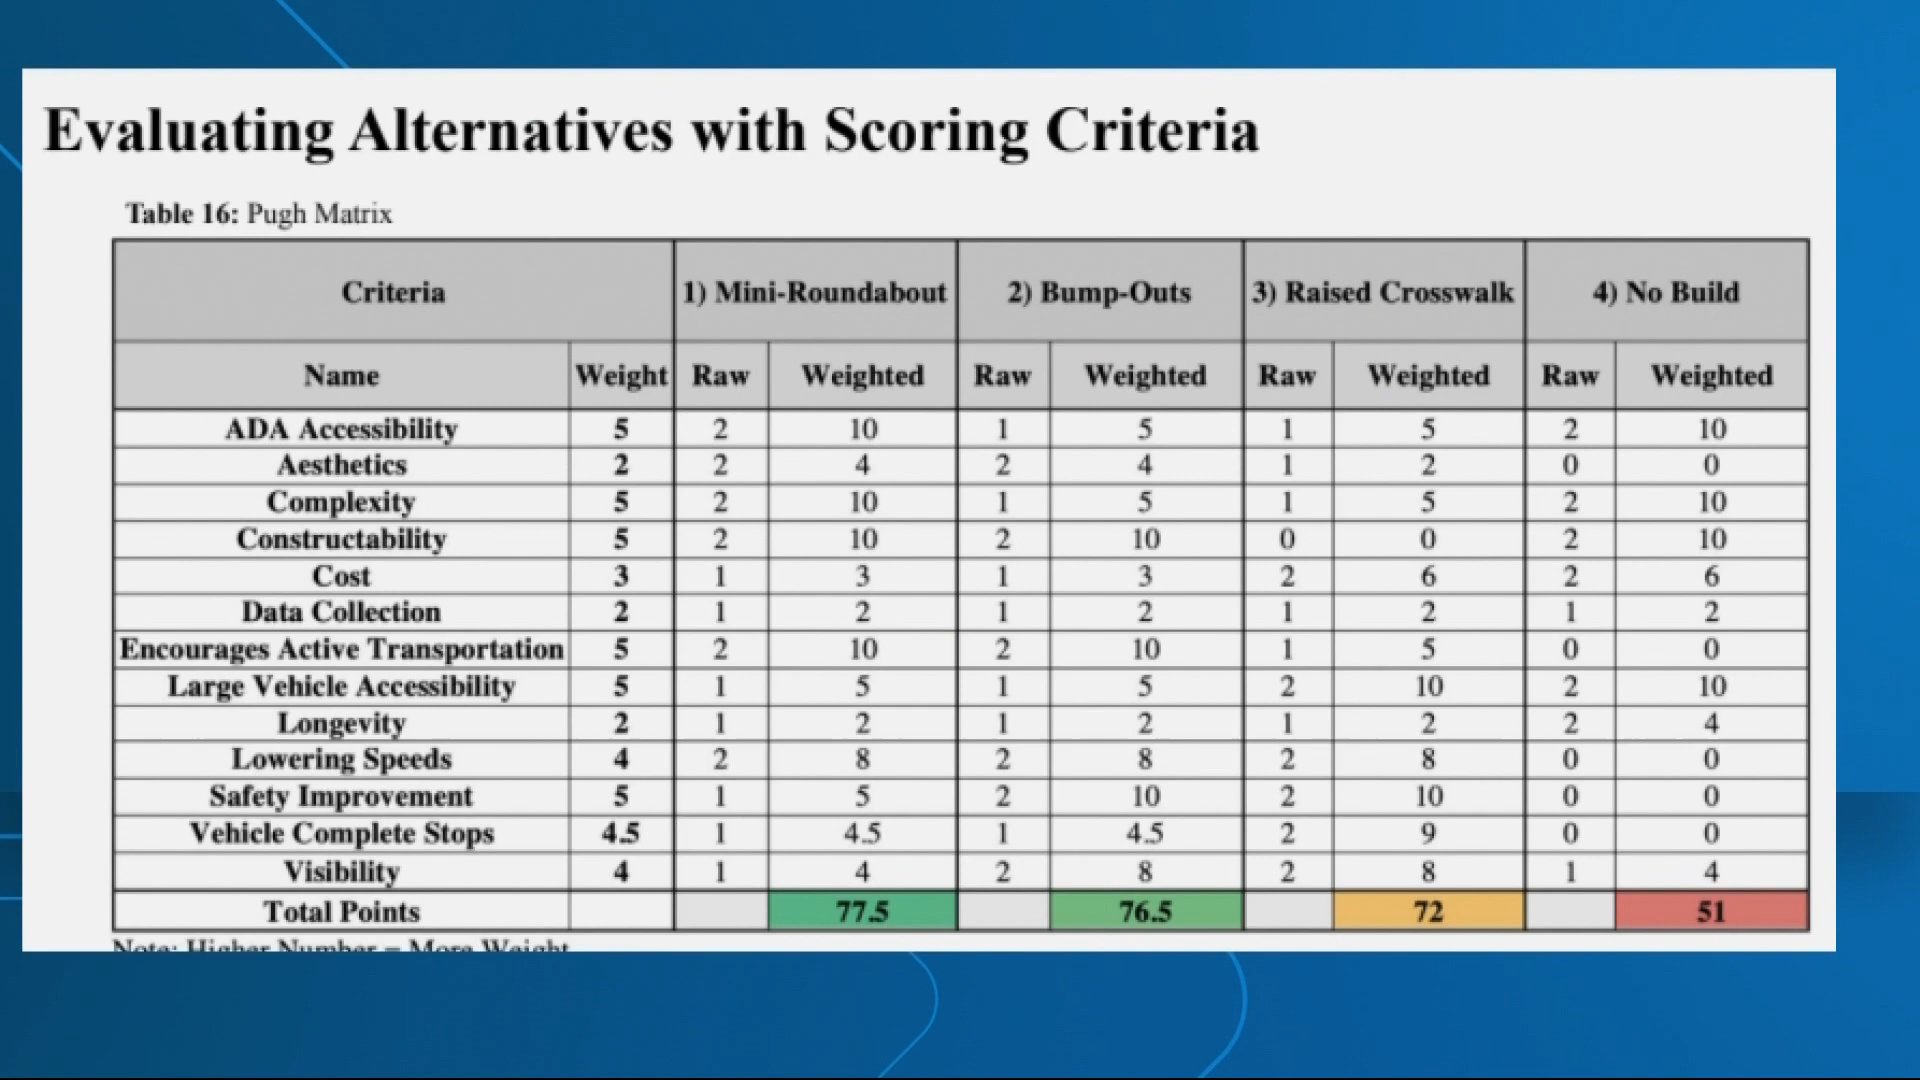 Evaluating Alternatives with Scoring Criteria
Table 16: Pugh Matrix
Criteria 1) Mini-Roundabout 2) Bump-Outs 3) Raised Crosswalk 4) No Build
Name Weight Raw Weighted Raw Weighted Raw Weighted Raw Weighted
ADA Accessibility 5 2 10 1 5 1 5 2 10
Aesthetics 2 2 4 2 4 1 2 0 0
Complexity 5 2 10 1 5 1 5 2 10
Constructability 5 2 10 2 10 0 0 2 10
Cost 3 1 3 1 3 2 6 2 6
Data Collection 2 1 2 1 2 1 2 1 2
Encourages Active Transportation 5 2 10 2 10 1 5 0 0
Large Vehicle Accessibility 5 1 5 1 5 2 10 2 10
Longevity 2 1 2 1 2 1 2 2 4
Lowering Speeds 4 2 8 2 8 2 8 0 0
Safety Improvement 5 1 5 2 10 2 10 0 0
Vehicle Complete Stops 4.5 1 4.5 1 4.5 2 9 0 0
Visibility 4 1 4 2 8 2 8 1 4
Total Points 77.5 76.5 72 51
Note: Higher Number = More Weight